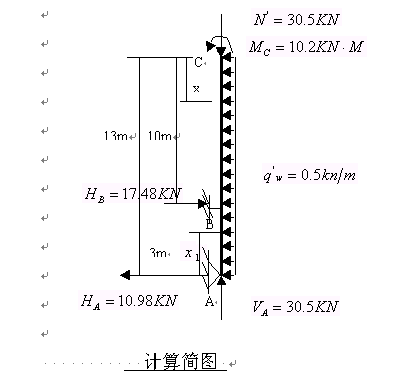 N' = 30.5KN
M_C = 10.2KN · M
C
x
13m
10m
q'_w = 0.5kn/m
H_B = 17.48KN
B
3m
x_1
H_A = 10.98KN
A
V_A = 30.5KN
计算简图